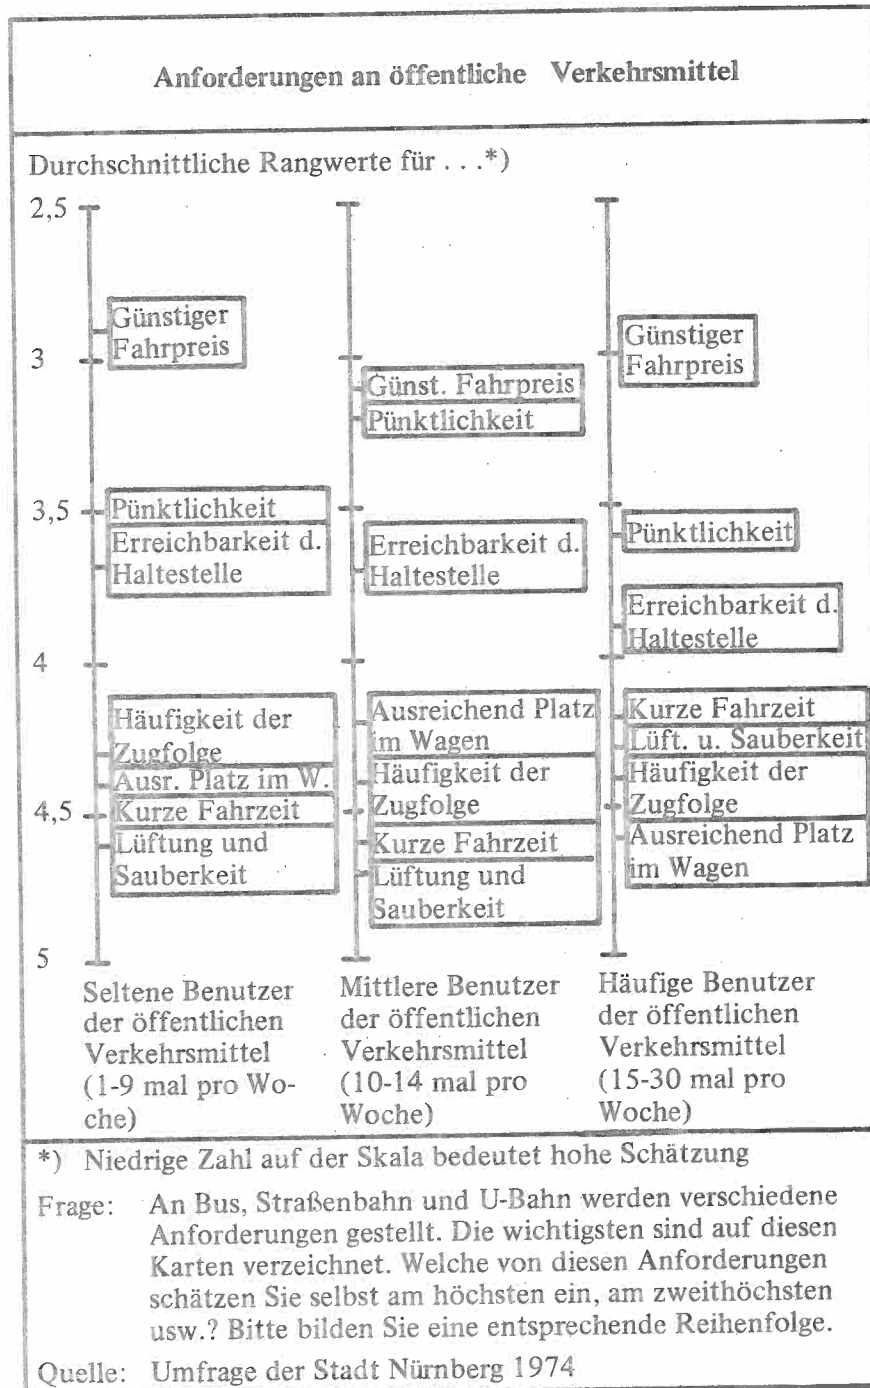 Anforderungen an öffentliche Verkehrsmittel
Durchschnittliche Rangwerte für . . .*)
2,5
3
3,5
4
4,5
5
Günstiger
Fahrpreis
Pünktlichkeit
Erreichbarkeit d.
Haltestelle
Häufigkeit der
Zugfolge
Ausr. Platz im W.
Kurze Fahrzeit
Lüftung und
Sauberkeit
Seltene Benutzer
der öffentlichen
Verkehrsmittel
(1-9 mal pro Wo-
che)
Günst. Fahrpreis
Pünktlichkeit
Erreichbarkeit d.
Haltestelle
Ausreichend Platz
im Wagen
Häufigkeit der
Zugfolge
Kurze Fahrzeit
Lüftung und
Sauberkeit
Mittlere Benutzer
der öffentlichen
Verkehrsmittel
(10-14 mal pro
Woche)
Günstiger
Fahrpreis
Pünktlichkeit
Erreichbarkeit d.
Haltestelle
Kurze Fahrzeit
Lüft. u. Sauberkeit
Häufigkeit der
Zugfolge
Ausreichend Platz
im Wagen
Häufige Benutzer
der öffentlichen
Verkehrsmittel
(15-30 mal pro
Woche)
*) Niedrige Zahl auf der Skala bedeutet hohe Schätzung
Frage: An Bus, Straßenbahn und U-Bahn werden verschiedene
Anforderungen gestellt. Die wichtigsten sind auf diesen
Karten verzeichnet. Welche von diesen Anforderungen
schätzen Sie selbst am höchsten ein, am zweithöchsten
usw.? Bitte bilden Sie eine entsprechende Reihenfolge.
Quelle: Umfrage der Stadt Nürnberg 1974